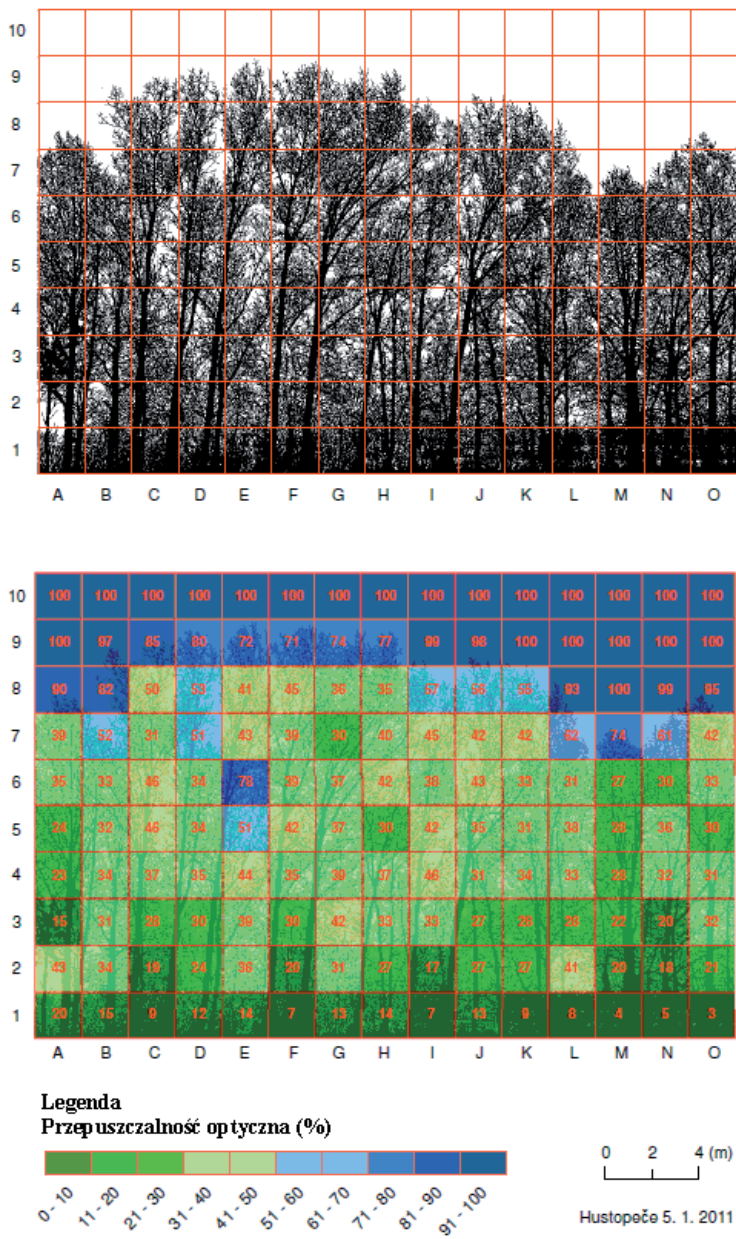 10
9
8
7
6
5
4
3
2
1
A B C D E F G H I J K L M N O
10 100 100 100 100 100 100 100 100 100 100 100 100 100 100 100
9 100 97 85 80 72 71 74 77 99 98 100 100 100 100 100
8 90 82 50 53 41 45 36 35 57 56 55 93 100 99 95
7 39 52 31 51 43 39 30 40 45 42 42 62 74 61 42
6 35 33 46 34 78 39 37 42 38 43 33 31 27 30 33
5 24 32 46 34 51 42 37 30 42 35 31 38 28 36 30
4 23 34 37 35 44 35 39 37 46 31 34 33 26 32 31
3 15 31 28 30 39 30 42 33 33 27 26 28 22 20 32
2 43 34 19 24 36 20 31 27 17 27 27 41 20 18 21
1 20 15 9 12 14 7 13 14 7 13 9 4 5 3
A B C D E F G H I J K L M N O
Legenda
Przepuszczalność optyczna (%)
0 - 10 11 - 20 21 - 30 31 - 40 41 - 50 51 - 60 61 - 70 71 - 80 81 - 90 91 - 100
0 2 4 (m)
Hustopeče 5. 1. 2011